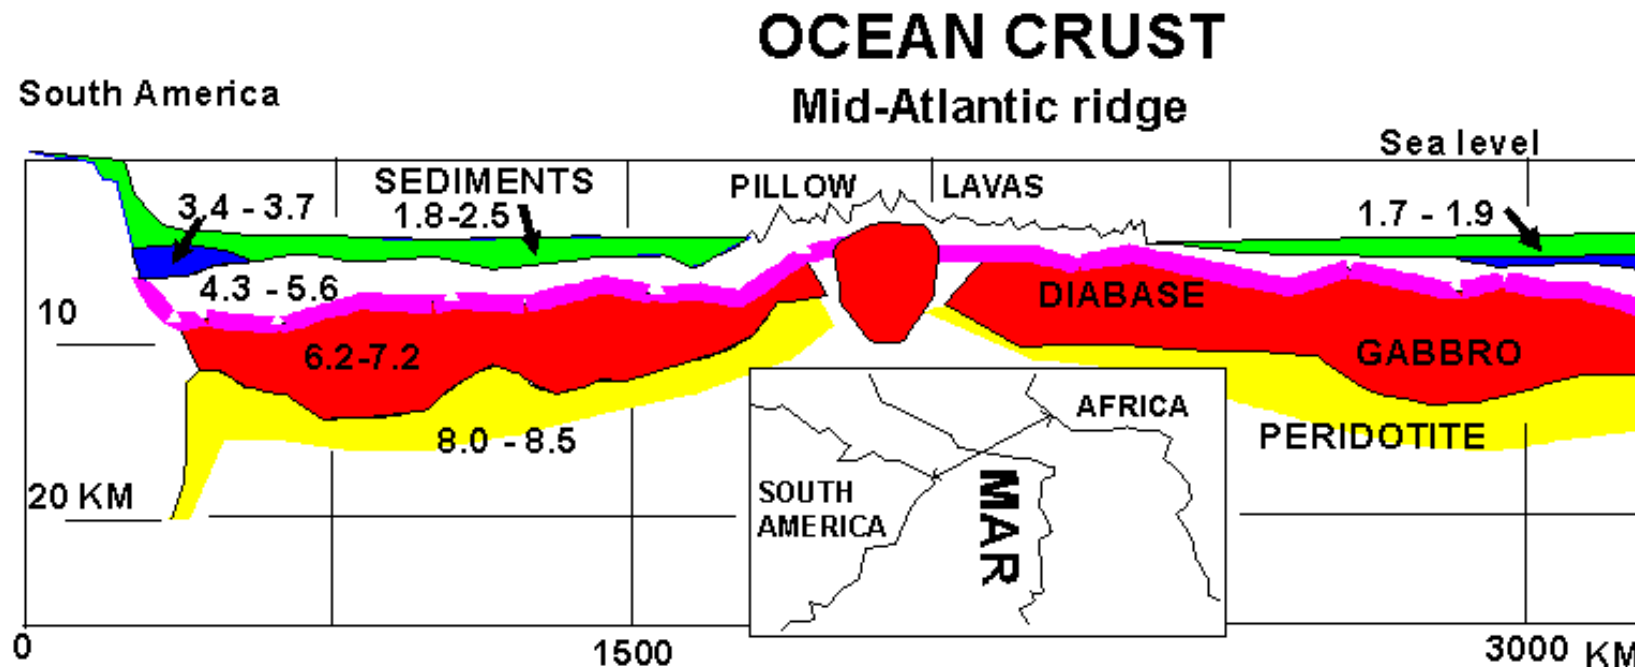 OCEAN CRUST
Mid-Atlantic ridge
South America
Sea level
SEDIMENTS
PILLOW LAVAS
3.4 - 3.7
1.8-2.5
1.7 - 1.9
4.3 - 5.6
DIABASE
10
6.2-7.2
GABBRO
8.0 - 8.5
PERIDOTITE
20 KM
AFRICA
SOUTH
AMERICA
MAR
0
1500
3000 KM